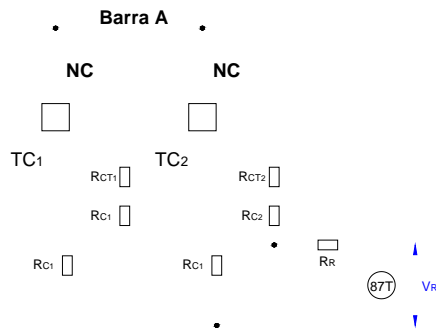 Barra A
NC NC
TC1 TC2
RCT1 RCT2
RC1 RC2
RR
RC1 RC1
87T VR